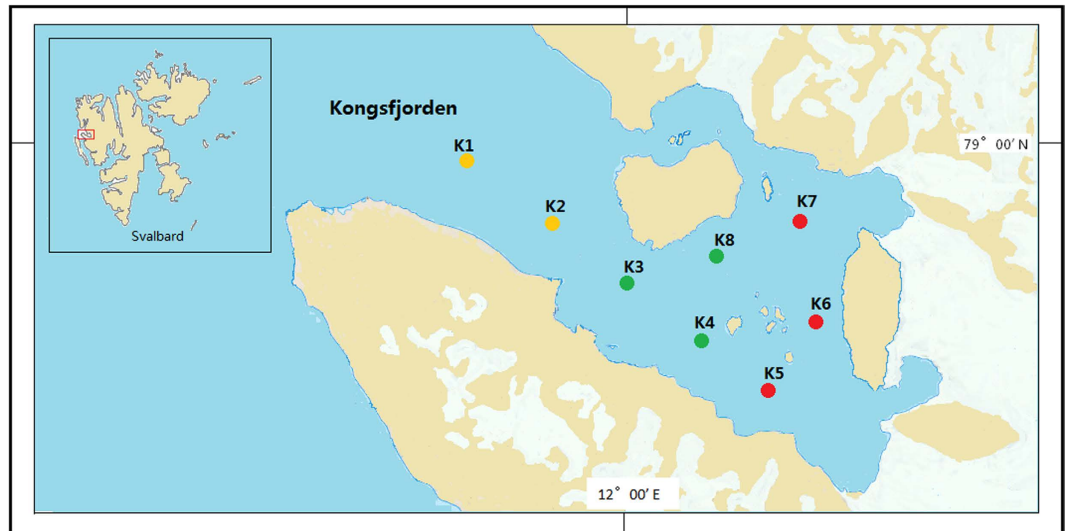 Kongsfjorden
K1
79° 00′ N
K2
K7
Svalbard
K8
K3
K6
K4
K5
12° 00′ E